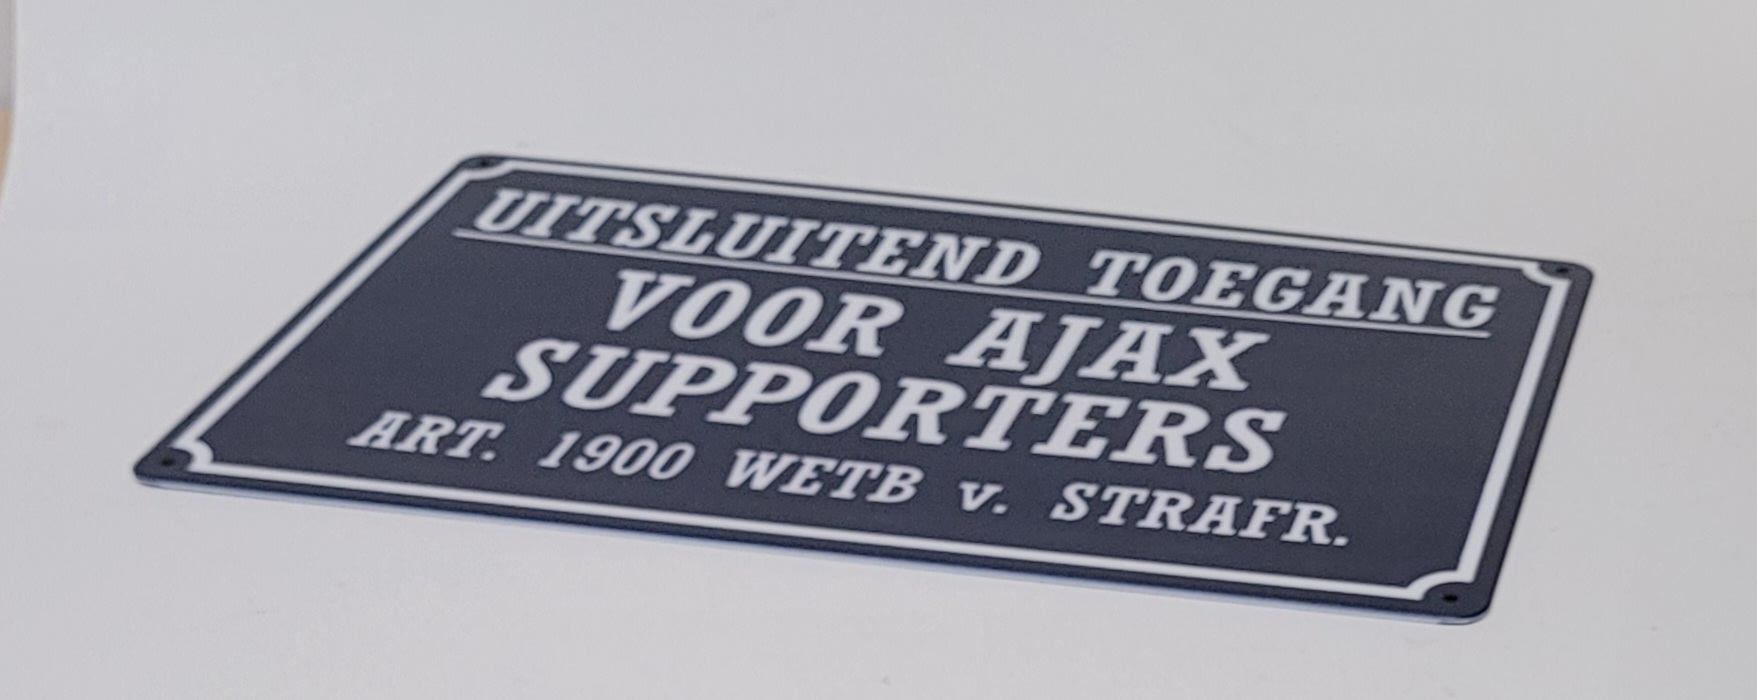 UITSLUITEND TOEGANG
VOOR AJAX
SUPPORTERS
ART. 1900 WETB v. STRAFR.